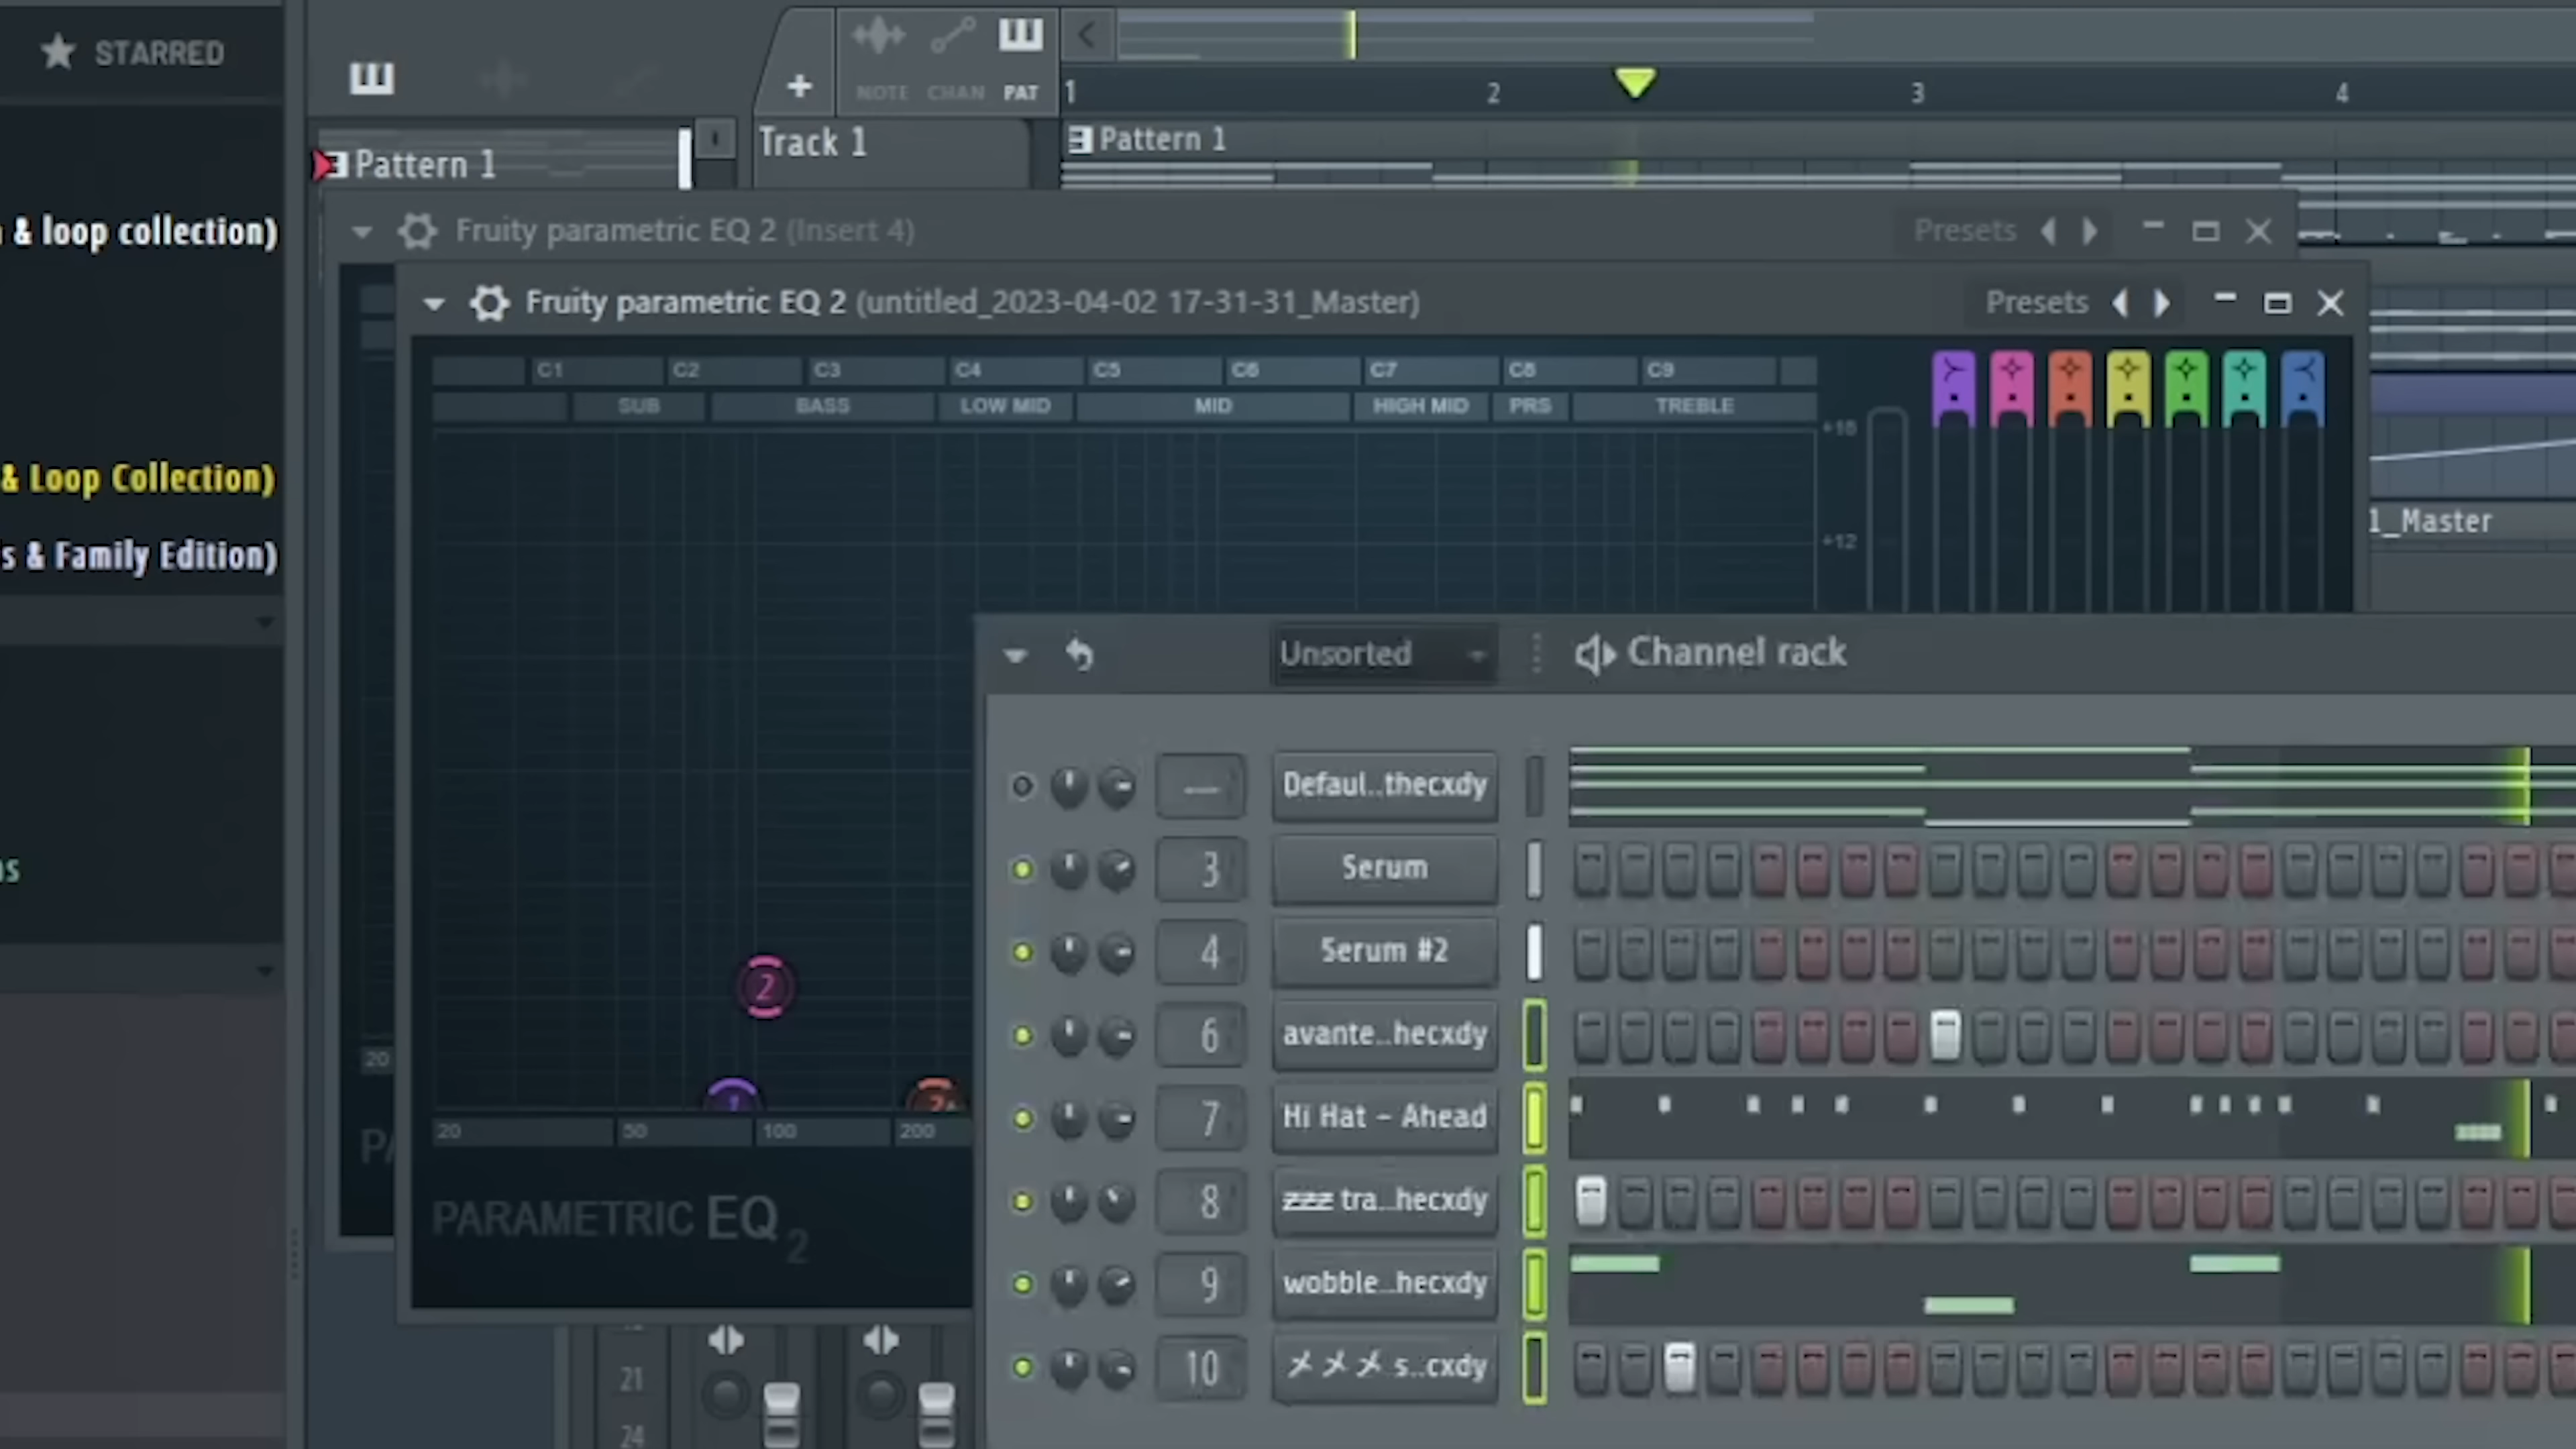 STARRED
NOTE CHAN PAT
1 2 3 4
Pattern 1
Track 1
Pattern 1
& loop collection)
& Loop Collection)
s & Family Edition)
Fruity parametric EQ 2 (Insert 4)
Presets
Fruity parametric EQ 2 (untitled_2023-04-02 17-31-31_Master)
Presets
C1 C2 C3 C4 C5 C6 C7 C8 C9
SUB BASS LOW MID MID HIGH MID PRS TREBLE
+18
+12
1_Master
Unsorted
Channel rack
Defaul..thecxdy
3 Serum
4 Serum #2
6 avante..hecxdy
7 Hi Hat - Ahead
8 zzz tra..hecxdy
9 wobble..hecxdy
10 メメメ s..cxdy
2
1
20
20 50 100 200
PARAMETRIC EQ 2
21
24